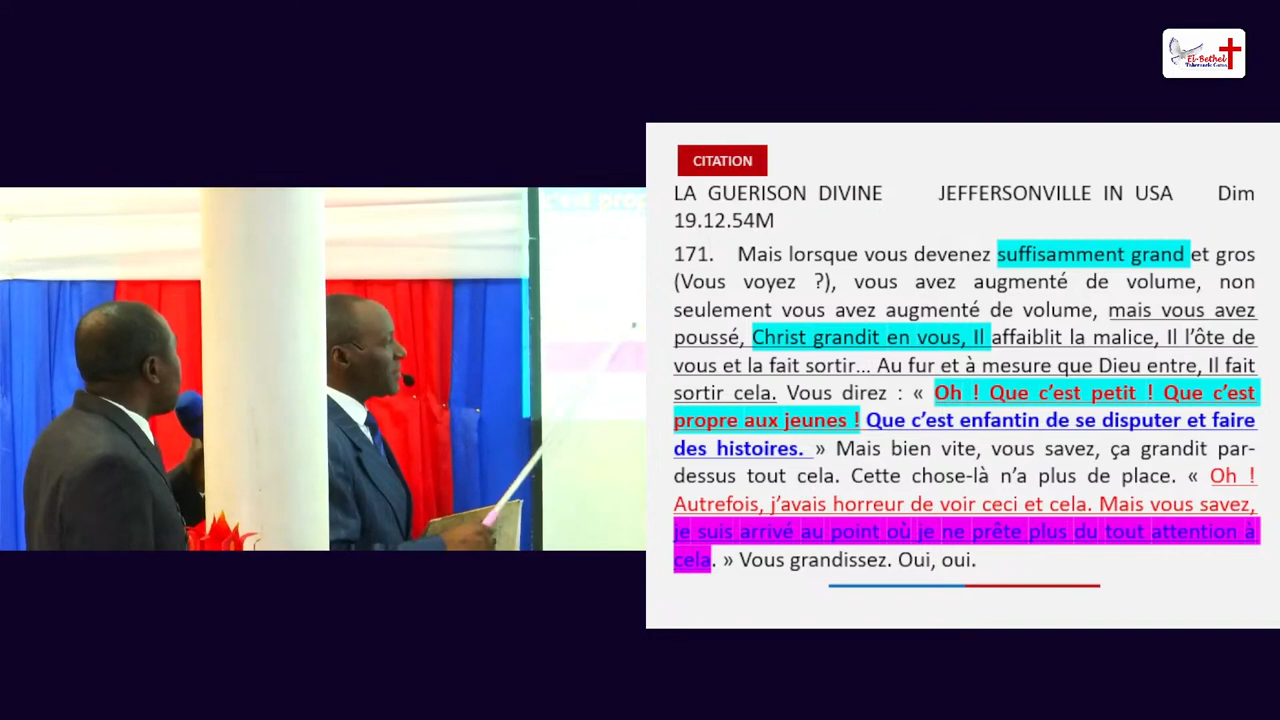 El-Bethel
CITATION
LA GUERISON DIVINE JEFFERSONVILLE IN USA Dim
19.12.54M
171. Mais lorsque vous devenez suffisamment grand et gros
(Vous voyez ?), vous avez augmenté de volume, non
seulement vous avez augmenté de volume, mais vous avez
poussé, Christ grandit en vous, Il affaiblit la malice, Il l’ôte de
vous et la fait sortir... Au fur et à mesure que Dieu entre, Il fait
sortir cela. Vous direz : « Oh ! Que c’est petit ! Que c’est
propre aux jeunes ! Que c’est enfantin de se disputer et faire
des histoires. » Mais bien vite, vous savez, ça grandit par-
dessus tout cela. Cette chose-là n’a plus de place. « Oh !
Autrefois, j’avais horreur de voir ceci et cela. Mais vous savez,
je suis arrivé au point où je ne prête plus du tout attention à
cela. » Vous grandissez. Oui, oui.